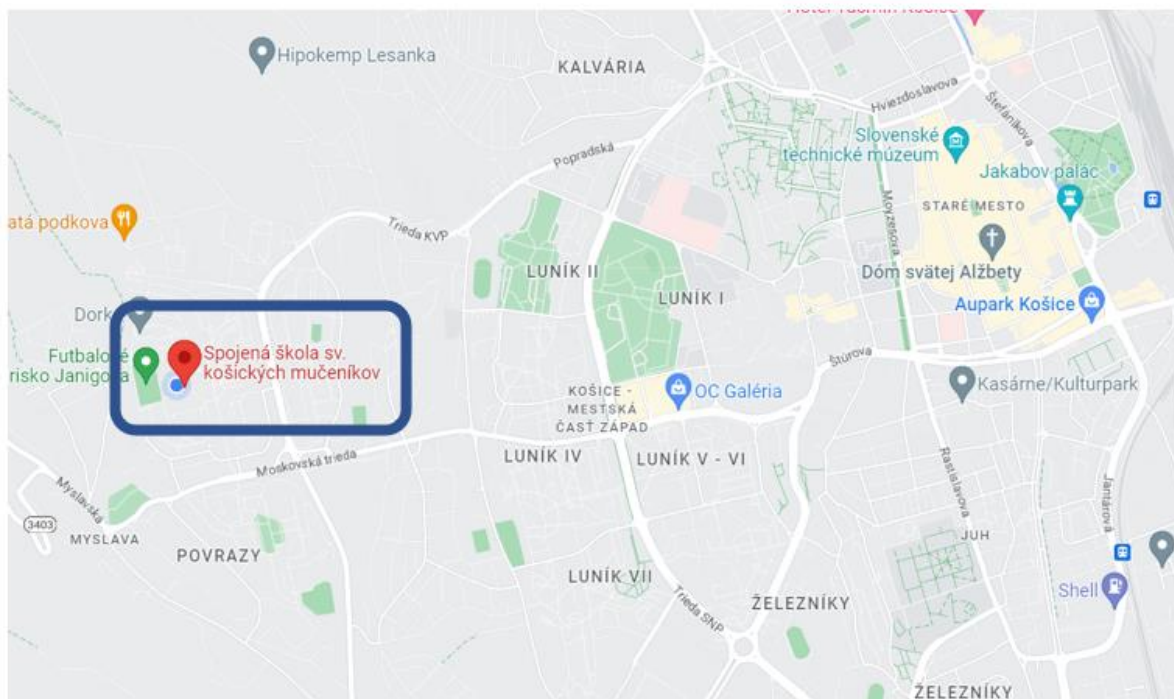 Hotel Yasmin Košice
Hipokemp Lesanka
KALVÁRIA
Hviezdoslavova
Štefánikova
Slovenské
technické múzeum
Popradská
Jakabov palác
Moyzesova
STARÉ MESTO
atá podkova
Trieda KVP
Dóm svätej Alžbety
LUNÍK II
LUNÍK I
Aupark Košice
Dork
Futbalové
risko Janigova
Spojená škola sv.
košických mučeníkov
Štúrova
KOŠICE -
MESTSKÁ
ČASŤ ZÁPAD
OC Galéria
Kasárne/Kulturpark
Moskovská trieda
LUNÍK IV
LUNÍK V - VI
Rastislavova
Jantárová
Myslavská
3403
MYSLAVA
POVRAZY
JUH
LUNÍK VII
Shell
ŽELEZNÍKY
Trieda SNP
ŽELEZNÍKY